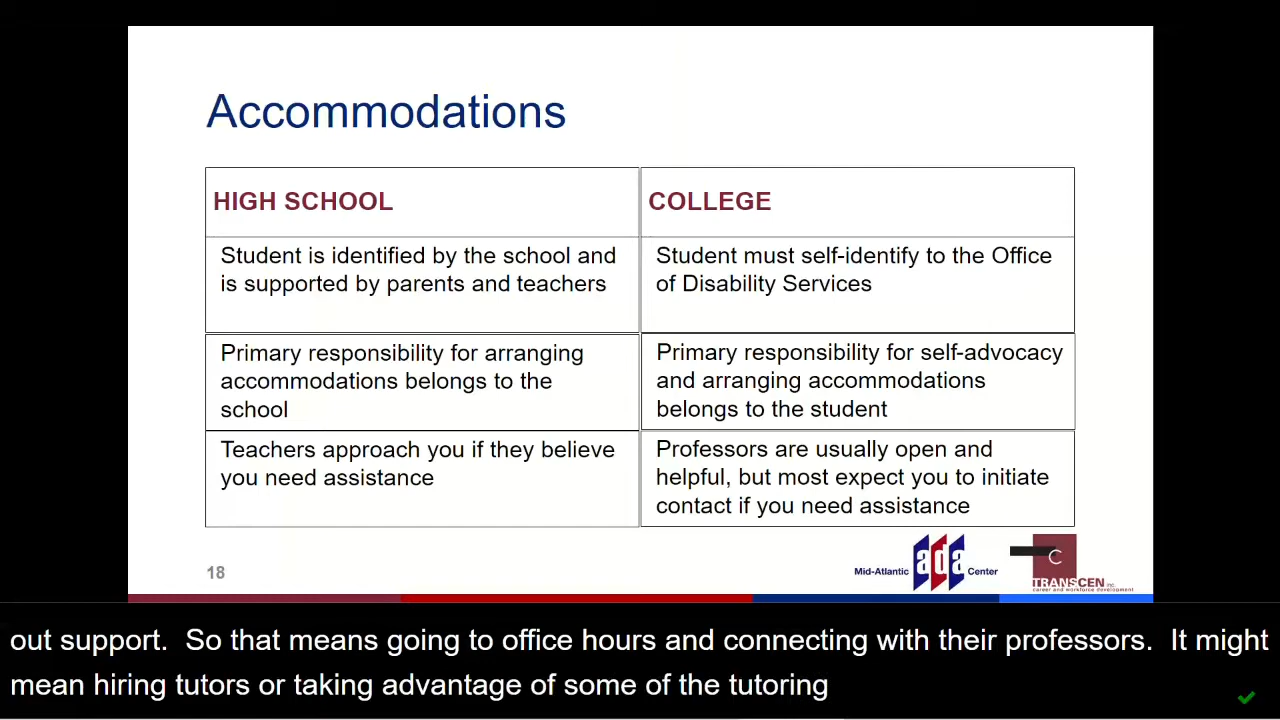 Accommodations
HIGH SCHOOL
COLLEGE
Student is identified by the school and
is supported by parents and teachers
Student must self-identify to the Office
of Disability Services
Primary responsibility for arranging
accommodations belongs to the
school
Primary responsibility for self-advocacy
and arranging accommodations
belongs to the student
Teachers approach you if they believe
you need assistance
Professors are usually open and
helpful, but most expect you to initiate
contact if you need assistance
18
Mid-Atlantic ada Center
C
TRANSCEN inc.
career and workforce development
out support.  So that means going to office hours and connecting with their professors.  It might
mean hiring tutors or taking advantage of some of the tutoring